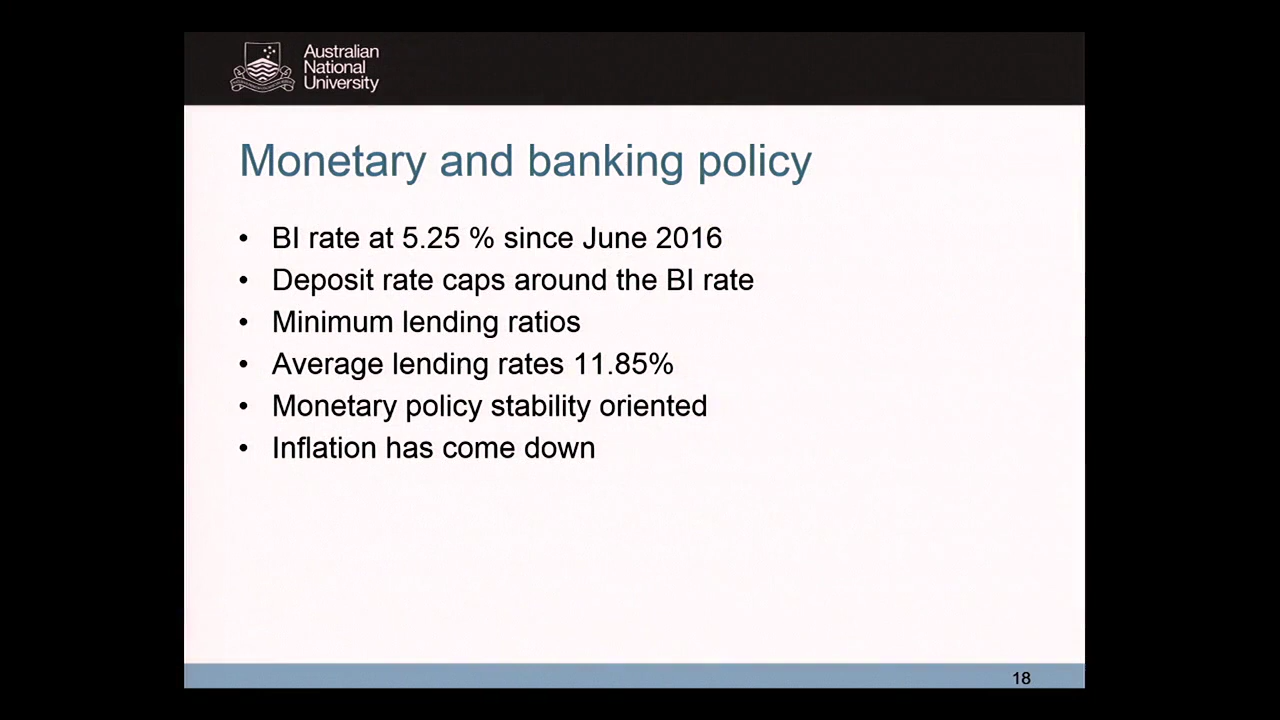 Australian
National
University
Monetary and banking policy
• BI rate at 5.25 % since June 2016
• Deposit rate caps around the BI rate
• Minimum lending ratios
• Average lending rates 11.85%
• Monetary policy stability oriented
• Inflation has come down
18